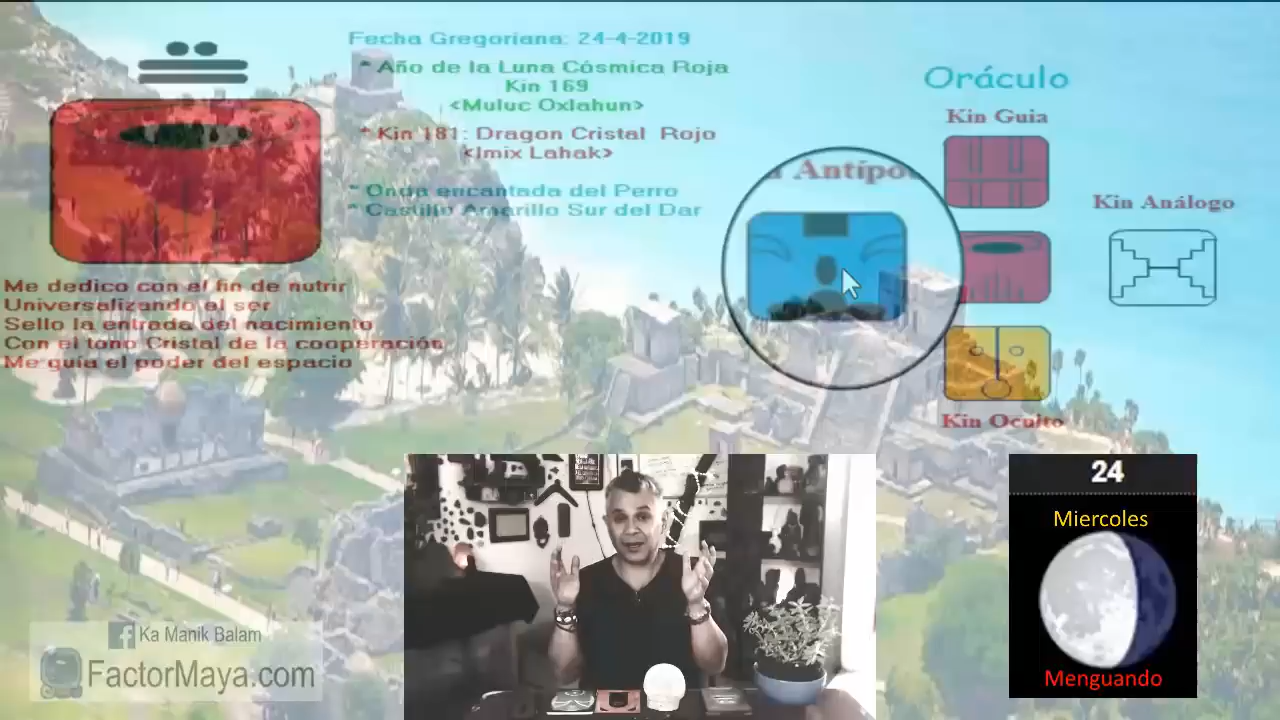 Fecha Gregoriana: 24-4-2019
* Año de la Luna Cósmica Roja
Kin 169
<Muluc Oxlahun>
* Kin 181: Dragon Cristal Rojo
<Imix Lahak>
* Onda encantada del Perro
* Castillo Amarillo Sur del Dar
Me dedico con el fin de nutrir
Universalizando el ser
Sello la entrada del nacimiento
Con el tono Cristal de la cooperación
Me guía el poder del espacio
Oráculo
Kin Guia
Antípo
Kin Análogo
Kin Oculto
24
Miercoles
Menguando
Ka Manik Balam
FactorMaya.com